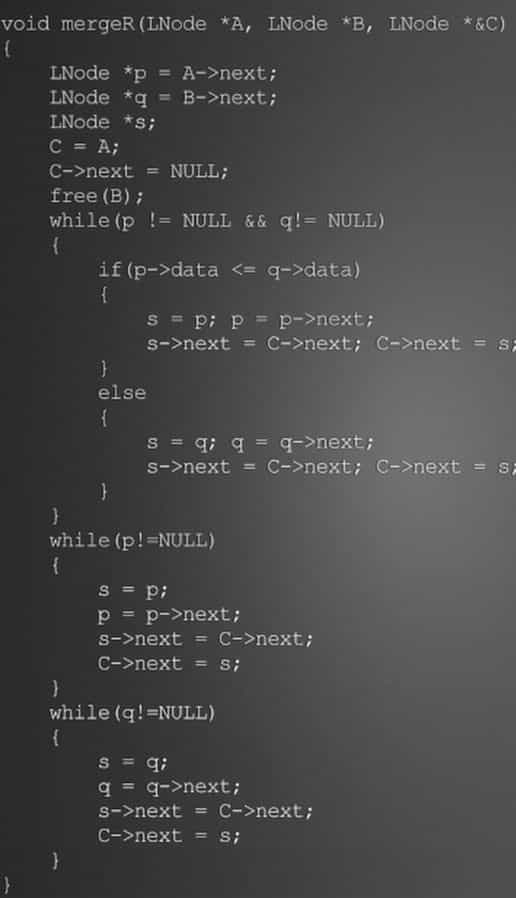 void mergeR(LNode *A, LNode *B, LNode *&C)
{
    LNode *p = A->next;
    LNode *q = B->next;
    LNode *s;
    C = A;
    C->next = NULL;
    free(B);
    while(p != NULL && q!= NULL)
    {
        if(p->data <= q->data)
        {
            s = p; p = p->next;
            s->next = C->next; C->next = s;
        }
        else
        {
            s = q; q = q->next;
            s->next = C->next; C->next = s;
        }
    }
    while(p!=NULL)
    {
        s = p;
        p = p->next;
        s->next = C->next;
        C->next = s;
    }
    while(q!=NULL)
    {
        s = q;
        q = q->next;
        s->next = C->next;
        C->next = s;
    }
}